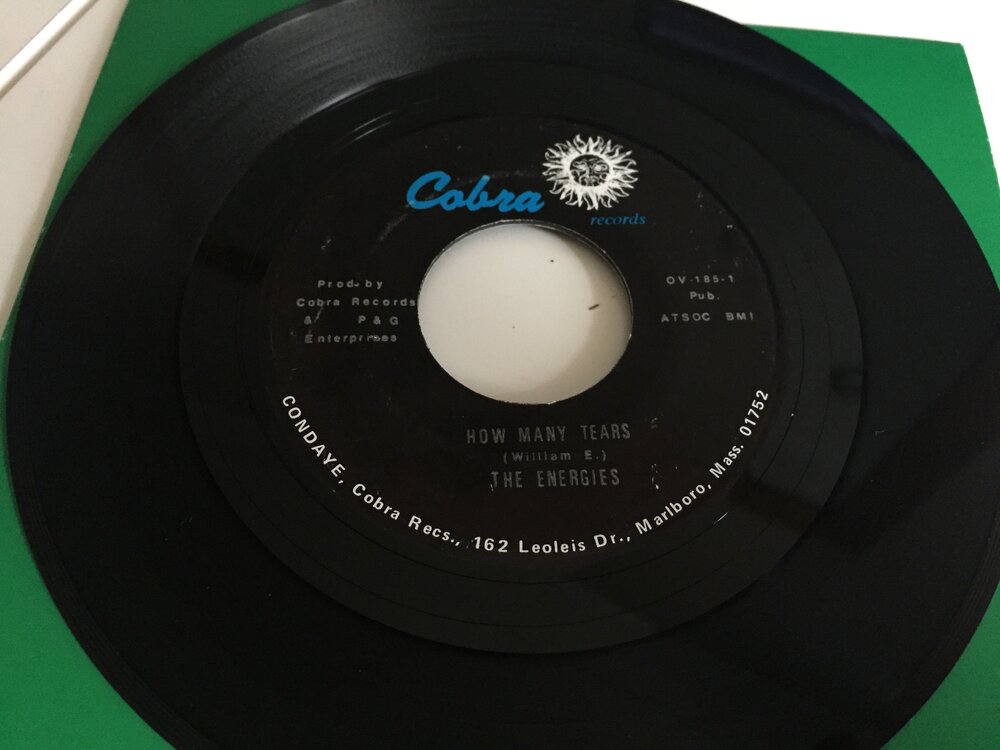 Cobra
records
Prod. by
Cobra Records
& P & G
Enterprises
OV-185-1
Pub.
ATSOC BMI
HOW MANY TEARS
(William E.)
THE ENERGIES
CONDAYE, Cobra Recs., 162 Leoleis Dr., Marlboro, Mass. 01752